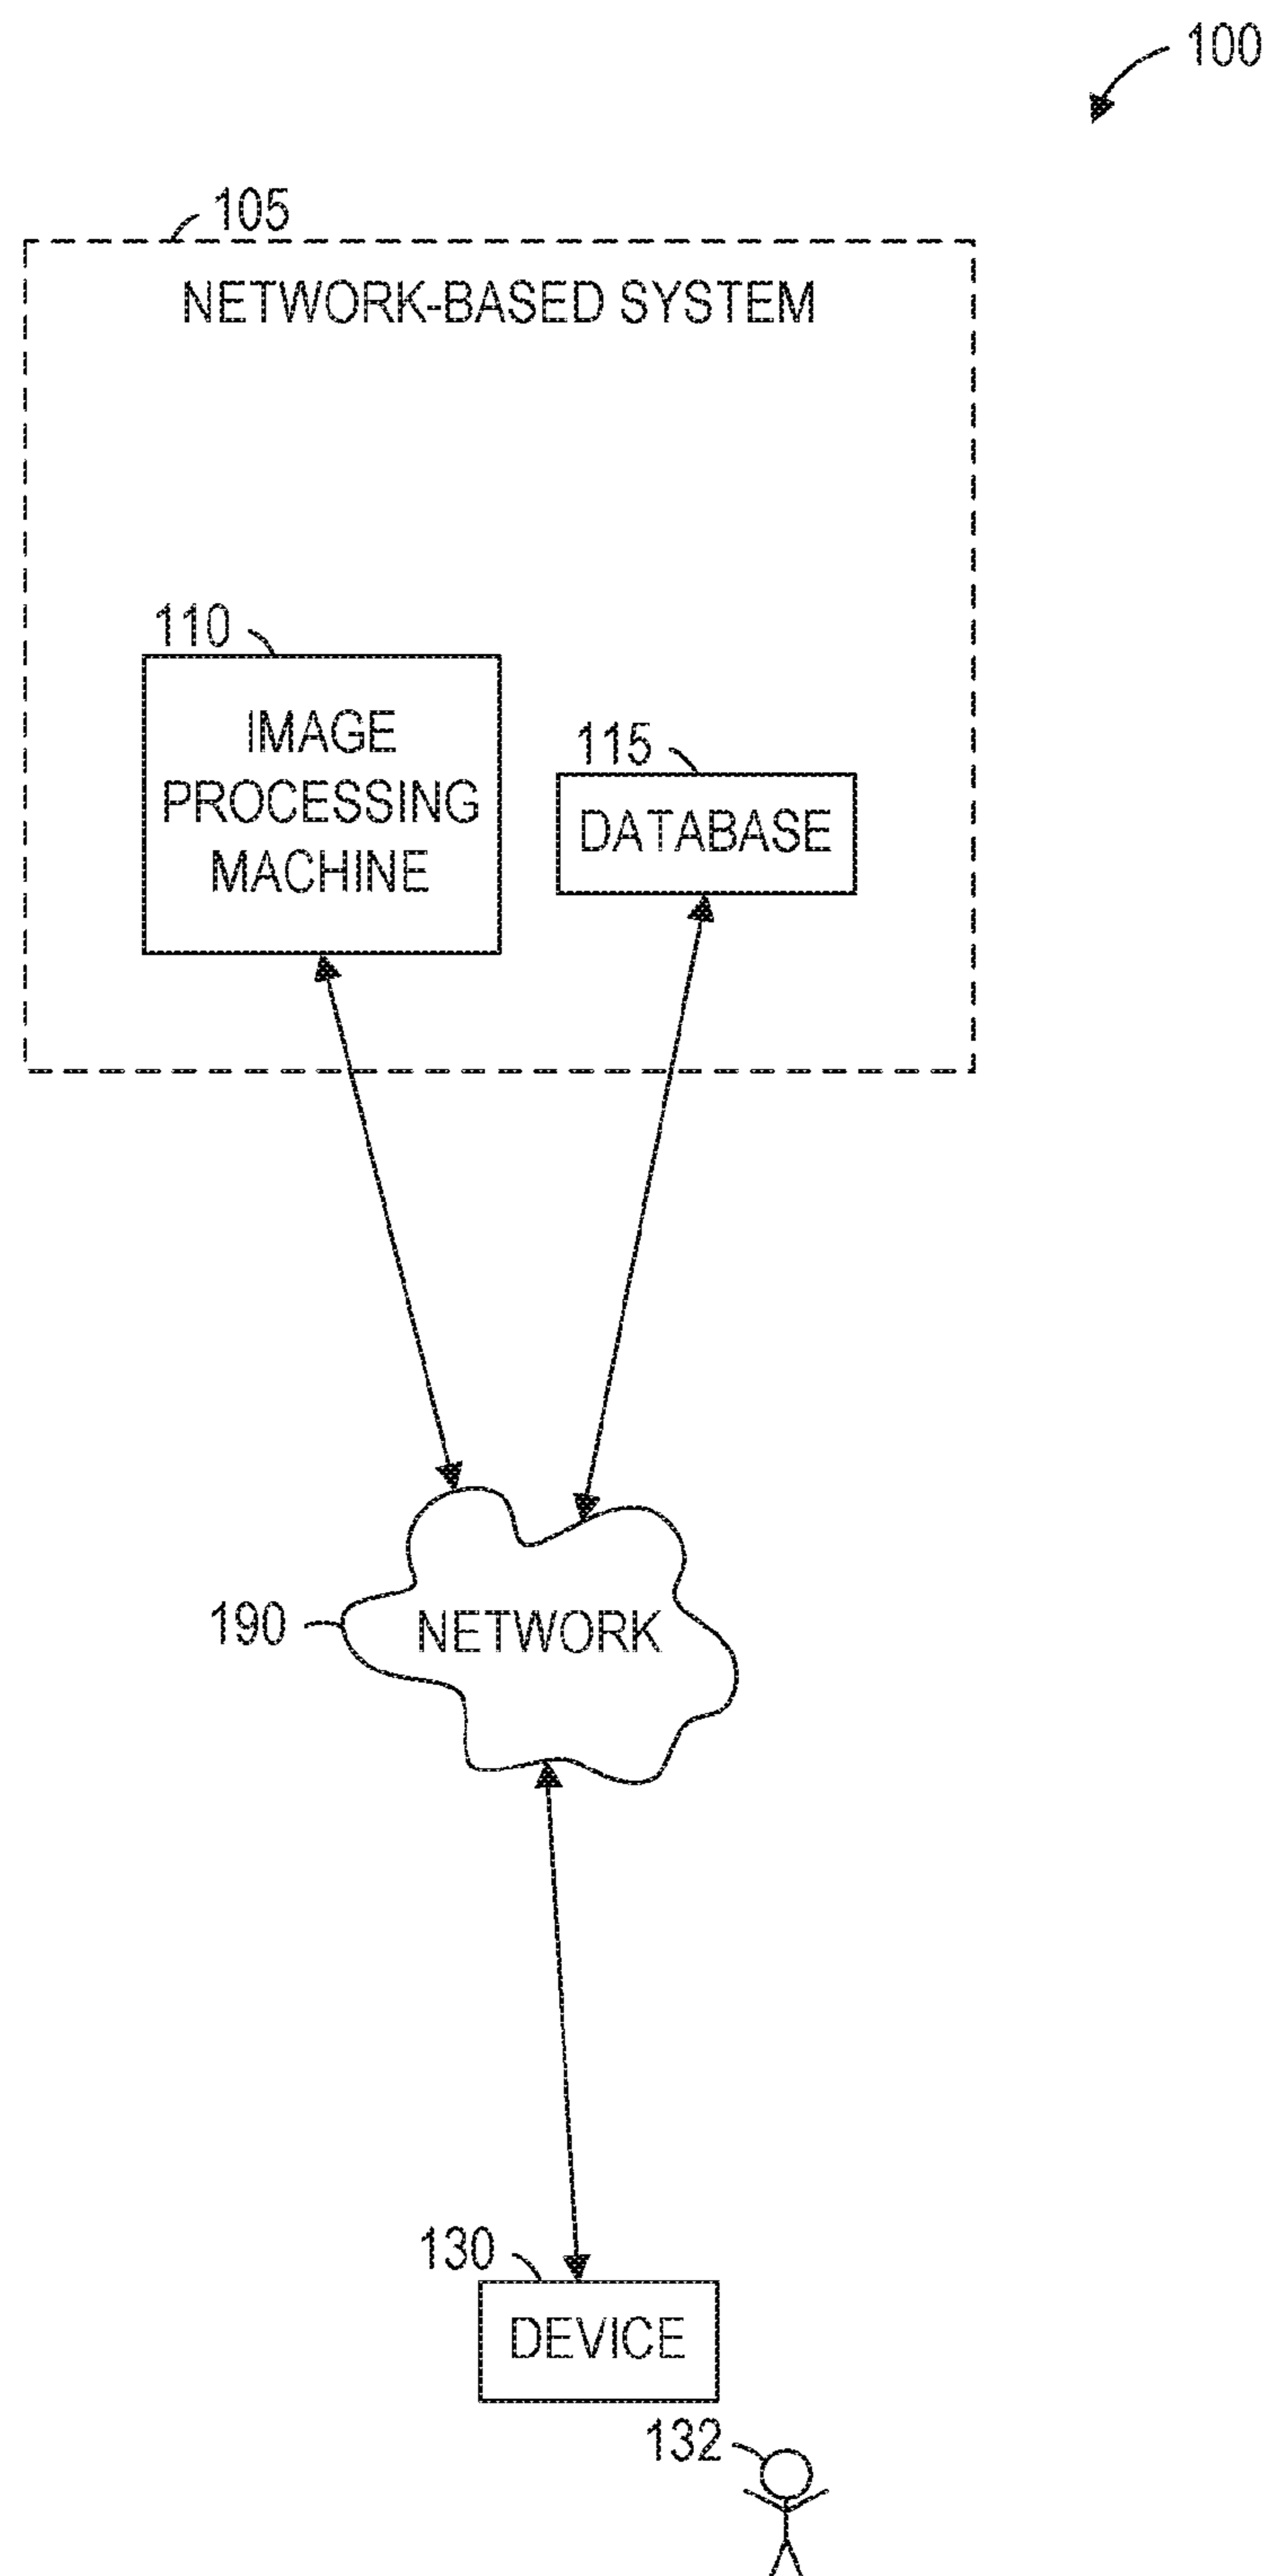 100
105
NETWORK-BASED SYSTEM
110
IMAGE
PROCESSING
MACHINE
115
DATABASE
190
NETWORK
130
DEVICE
132